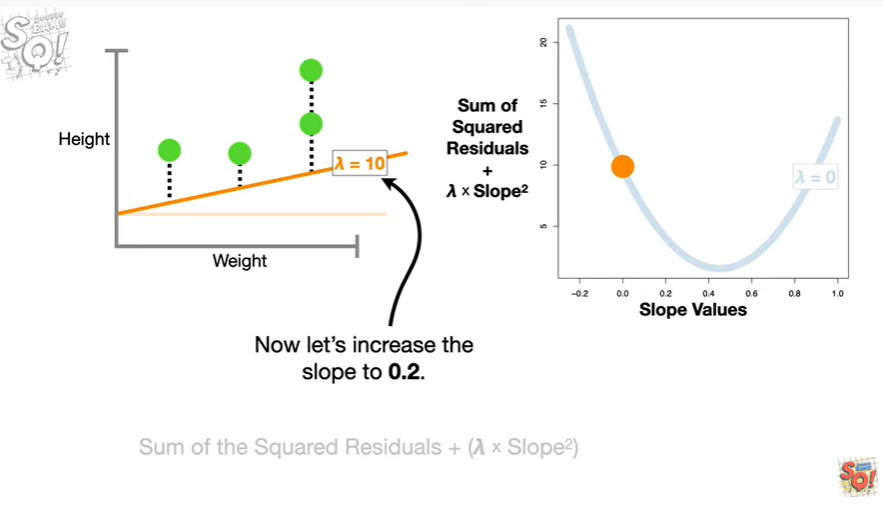 SQ!
Height
Weight
λ = 10
Sum of
Squared
Residuals
+
λ × Slope²
20
15
10
5
λ = 0
-0.2 0.0 0.2 0.4 0.6 0.8 1.0
Slope Values
Now let's increase the
slope to 0.2.
Sum of the Squared Residuals + (λ × Slope²)
SQ!